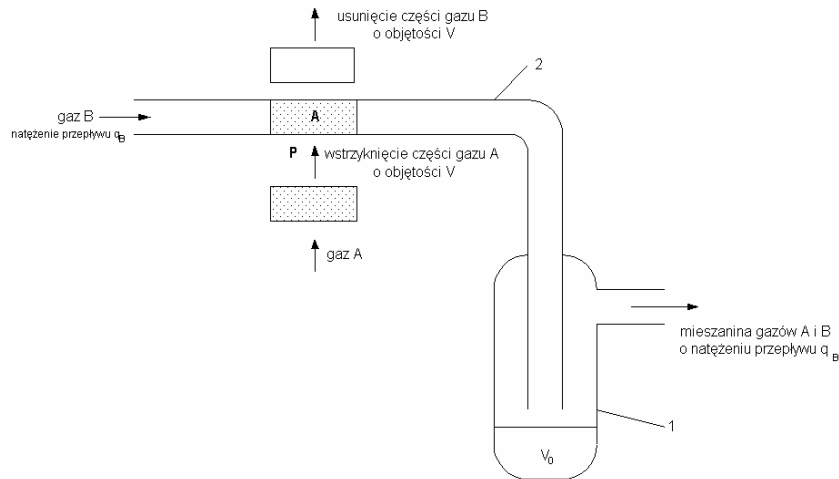 usunięcie części gazu B
o objętości V
2
gaz B
natężenie przepływu qB
A
P
wstrzyknięcie części gazu A
o objętości V
gaz A
mieszanina gazów A i B
o natężeniu przepływu q B
1
V0